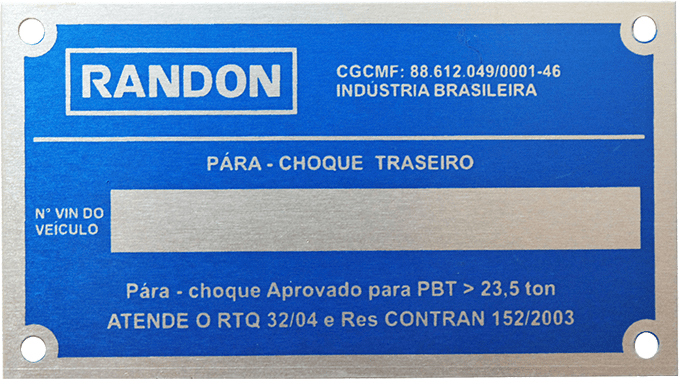 RANDON
CGCMF: 88.612.049/0001-46
INDÚSTRIA BRASILEIRA
PÁRA - CHOQUE TRASEIRO
N° VIN DO
VEÍCULO
Pára - choque Aprovado para PBT > 23,5 ton
ATENDE O RTQ 32/04 e Res CONTRAN 152/2003